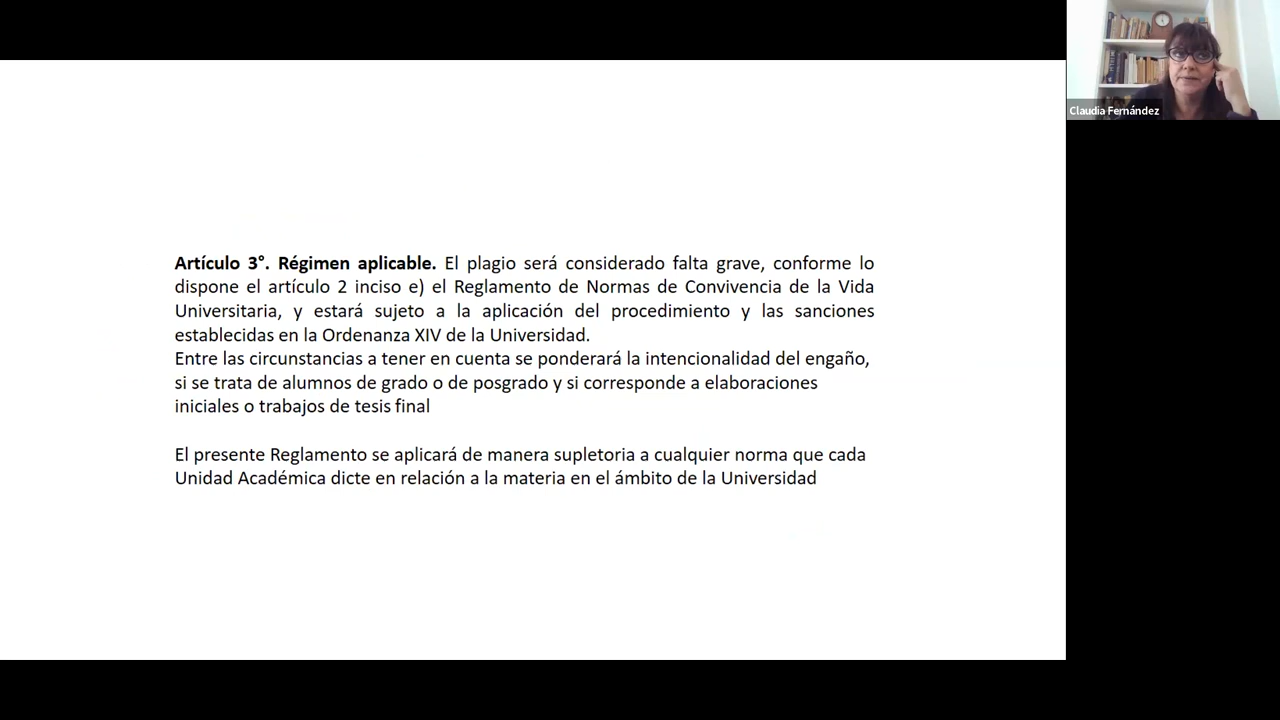 Claudia Fernández
Artículo 3°. Régimen aplicable. El plagio será considerado falta grave, conforme lo
dispone el artículo 2 inciso e) el Reglamento de Normas de Convivencia de la Vida
Universitaria, y estará sujeto a la aplicación del procedimiento y las sanciones
establecidas en la Ordenanza XIV de la Universidad.
Entre las circunstancias a tener en cuenta se ponderará la intencionalidad del engaño,
si se trata de alumnos de grado o de posgrado y si corresponde a elaboraciones
iniciales o trabajos de tesis final
El presente Reglamento se aplicará de manera supletoria a cualquier norma que cada
Unidad Académica dicte en relación a la materia en el ámbito de la Universidad